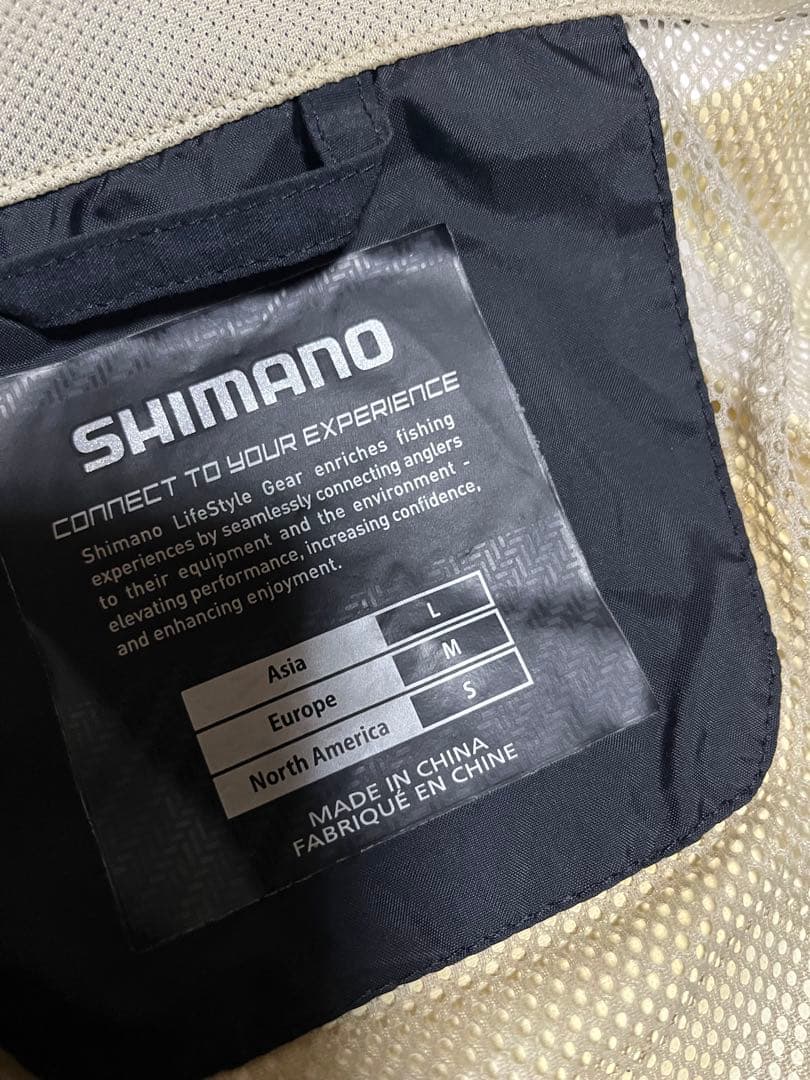 SHIMANO
CONNECT TO YOUR EXPERIENCE
Shimano LifeStyle Gear enriches fishing
experiences by seamlessly connecting anglers
to their equipment and the environment -
elevating performance, increasing confidence,
and enhancing enjoyment.
Asia L
Europe M
North America S
MADE IN CHINA
FABRIQUÉ EN CHINE